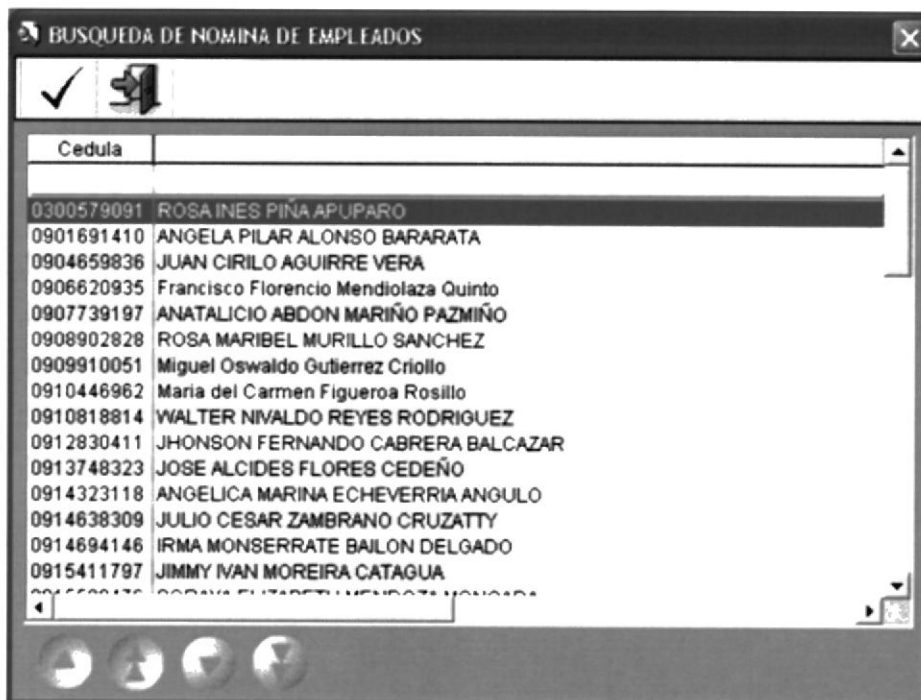 BUSQUEDA DE NOMINA DE EMPLEADOS
Cedula
0300579091 ROSA INES PIÑA APUPARO
0901691410 ANGELA PILAR ALONSO BARARATA
0904659836 JUAN CIRILO AGUIRRE VERA
0906620935 Francisco Florencio Mendiolaza Quinto
0907739197 ANATALICIO ABDON MARIÑO PAZMIÑO
0908902828 ROSA MARIBEL MURILLO SANCHEZ
0909910051 Miguel Oswaldo Gutierrez Criollo
0910446962 Maria del Carmen Figueroa Rosillo
0910818814 WALTER NIVALDO REYES RODRIGUEZ
0912830411 JHONSON FERNANDO CABRERA BALCAZAR
0913748323 JOSE ALCIDES FLORES CEDEÑO
0914323118 ANGELICA MARINA ECHEVERRIA ANGULO
0914638309 JULIO CESAR ZAMBRANO CRUZATTY
0914694146 IRMA MONSERRATE BAILON DELGADO
0915411797 JIMMY IVAN MOREIRA CATAGUA